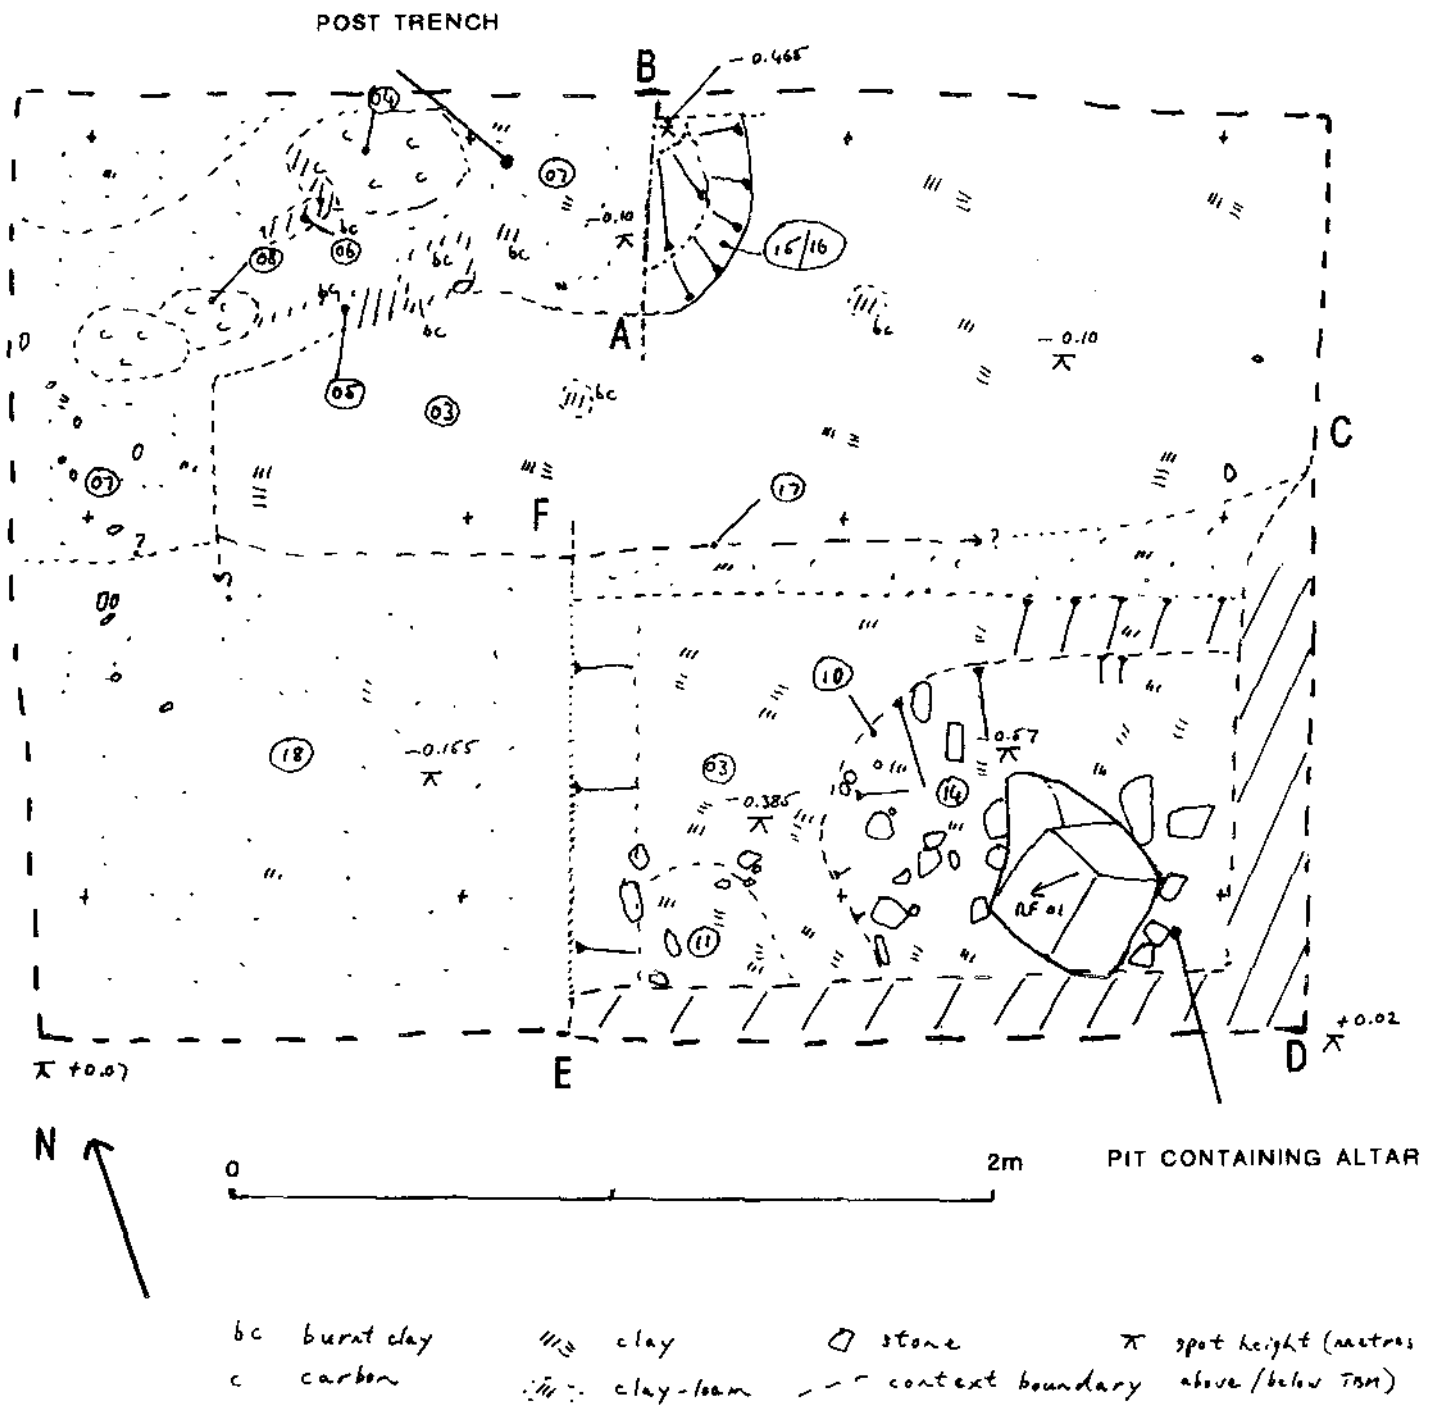 POST TRENCH
B
- 0.465
04
07
-0.10
15/16
bc
06
08
bc
bc
bc
bc
bc
A
- 0.10
05
03
bc
C
07
F
17
?
?
.5
10
18
-0.155
03
-0.57
14
-0.385
RF 01
11
E
D
+0.02
+0.07
N
0
2m
PIT CONTAINING ALTAR
bc burnt clay
clay
stone
spot height (metres
c carbon
clay-loam
context boundary
above/below TBM)